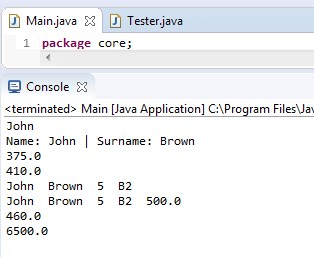 Main.java Tester.java
1 package core;
Console
<terminated> Main [Java Application] C:\Program Files\Jav
John
Name: John | Surname: Brown
375.0
410.0
John  Brown  5  B2
John  Brown  5  B2  500.0
460.0
6500.0